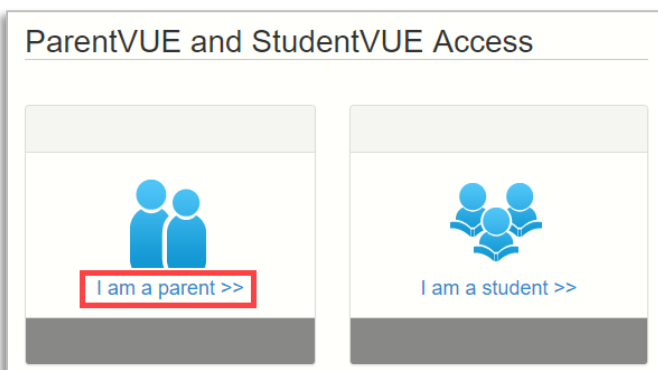 ParentVUE and StudentVUE Access
I am a parent >>
I am a student >>